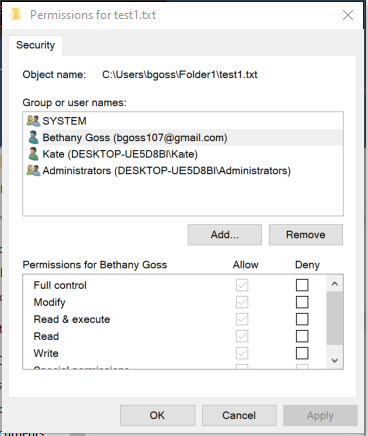 Permissions for test1.txt
Security
Object name: C:\Users\bgoss\Folder1\test1.txt
Group or user names:
SYSTEM
Bethany Goss (bgoss107@gmail.com)
Kate (DESKTOP-UE5D8BI\Kate)
Administrators (DESKTOP-UE5D8BI\Administrators)
Add... Remove
Permissions for Bethany Goss Allow Deny
Full control
Modify
Read & execute
Read
Write
Special permissions
OK Cancel Apply